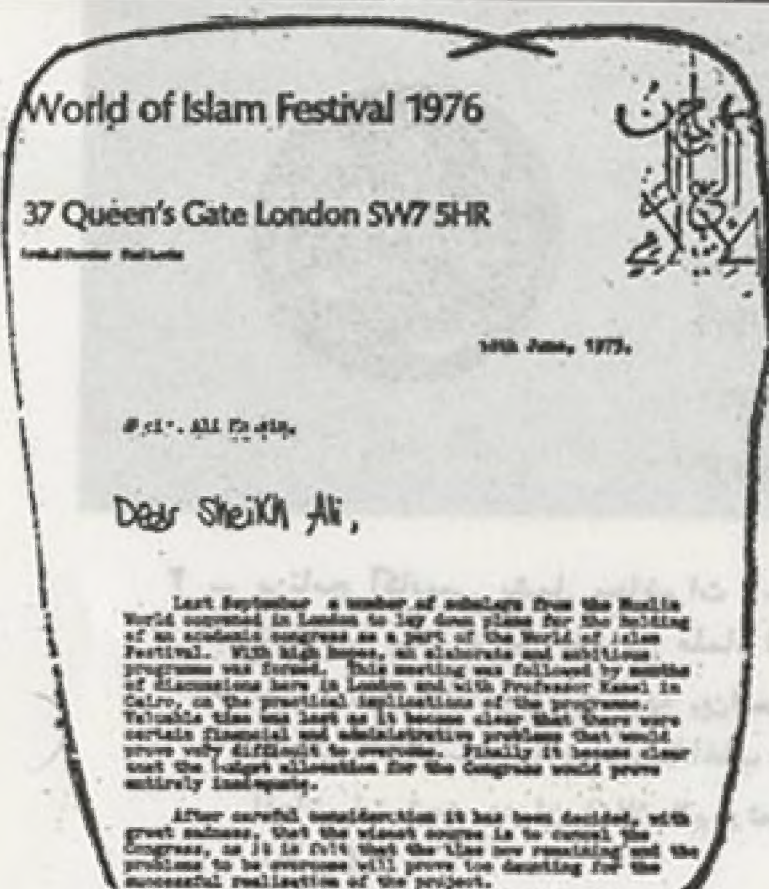 World of Islam Festival 1976
37 Queen's Gate London SW7 5HR
June, 1975.
Ali
Dear Sheikh Ali,
Last September a number of scholars from the Muslim
World convened in London to lay down plans for the holding
of an academic congress as a part of the World of Islam
Festival. With high hopes, an elaborate and ambitious
programme was formed. This meeting was followed by months
of discussions here in London and with Professor Kamel in
Cairo, on the practical implications of the programme.
Valuable time was lost as it became clear that there were
certain financial and administrative problems that would
prove very difficult to overcome. Finally it became clear
that the budget allocation for the Congress would prove
entirely inadequate.
After careful consideration it has been decided, with
great sadness, that the wisest course is to cancel the
Congress, as it is felt that the time now remaining and the
problems to be overcome will prove too daunting for the
successful realisation of the project.